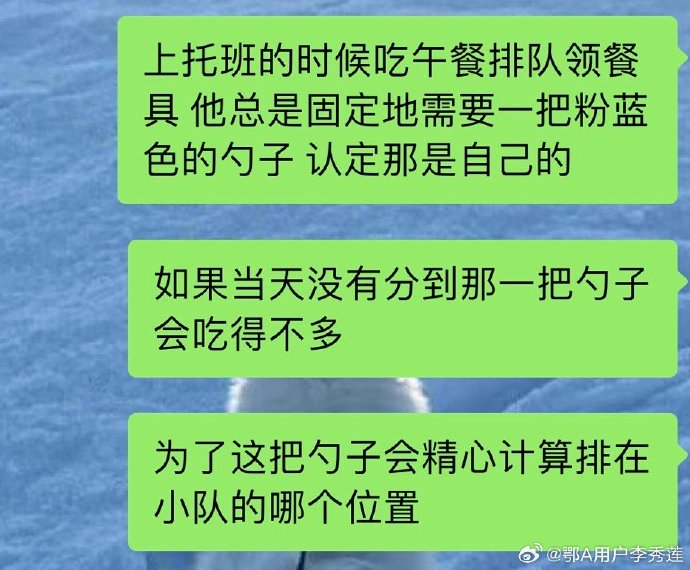 上托班的时候吃午餐排队领餐
具 他总是固定地需要一把粉蓝
色的勺子 认定那是自己的
如果当天没有分到那一把勺子
会吃得不多
为了这把勺子会精心计算排在
小队的哪个位置
@鄂A用户李秀莲